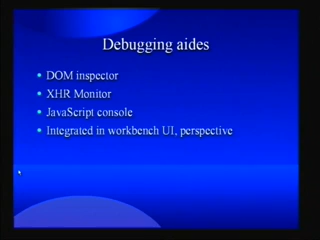 Debugging aides
DOM inspector
XHR Monitor
JavaScript console
Integrated in workbench UI, perspective